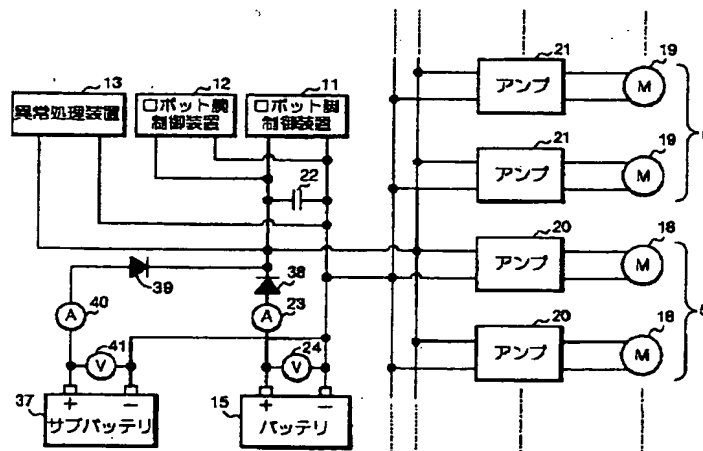 13
12
11
異常処理装置
ロボット腕
制御装置
ロボット脚
制御装置
22
39
38
40
A
23
A
41
V
24
V
37
+ −
サブバッテリ
15
+ −
バッテリ
21
アンプ
19
M
21
アンプ
19
M
20
アンプ
18
M
20
アンプ
18
M